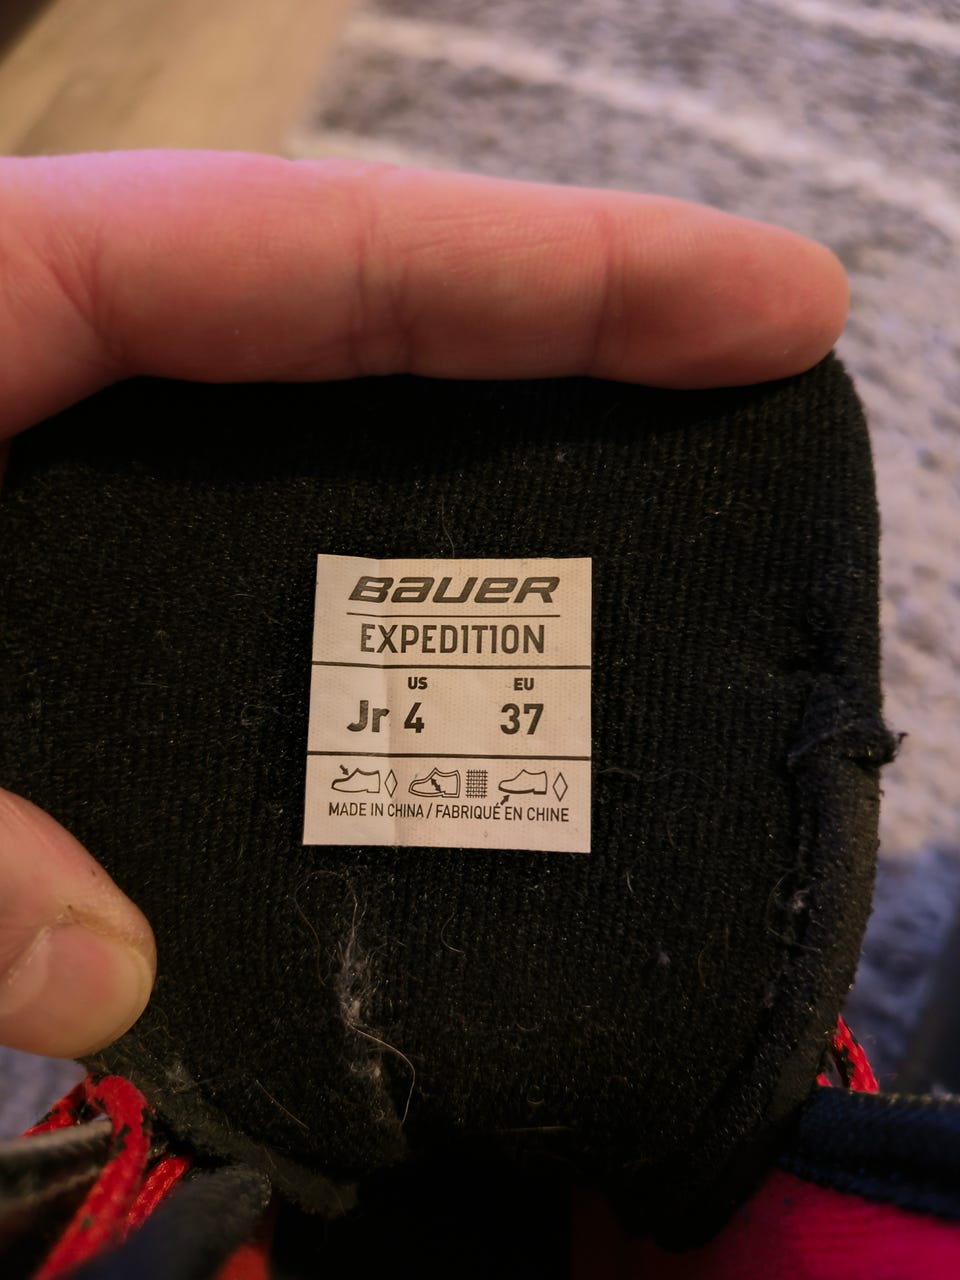 BAUER
EXPEDITION
US EU
Jr 4 37
MADE IN CHINA / FABRIQUÉ EN CHINE